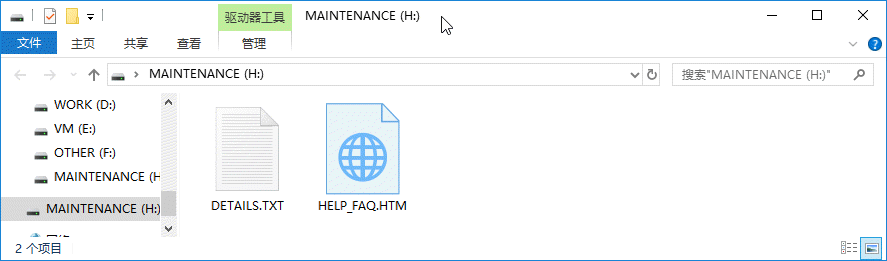 驱动器工具 MAINTENANCE (H:)
文件 主页 共享 查看 管理
MAINTENANCE (H:) 搜索"MAINTENANCE (H:)"
WORK (D:)
VM (E:)
OTHER (F:)
MAINTENANCE (H
MAINTENANCE (H:)
DETAILS.TXT HELP_FAQ.HTM
2 个项目